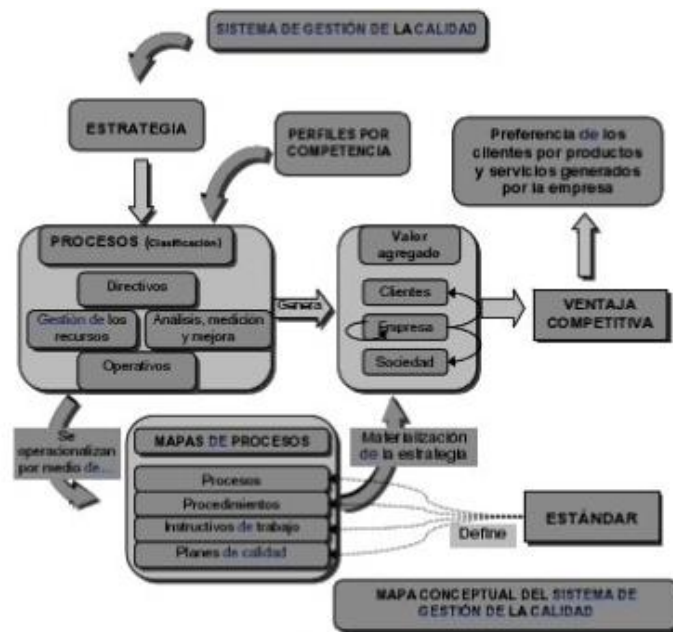 SISTEMA DE GESTIÓN DE LA CALIDAD
ESTRATEGIA
PERFILES POR
COMPETENCIA
Preferencia de los
clientes por productos
y servicios generados
por la empresa
PROCESOS (Clasificación)
Directivos
Gestión de los
recursos
Análisis, medición
y mejora
Operativos
Genera
Valor
agregado
Clientes
Empresa
Sociedad
VENTAJA
COMPETITIVA
Se
operacionalizan
por medio de...
MAPAS DE PROCESOS
Procesos
Procedimientos
Instructivos de trabajo
Planes de calidad
Materialización
de la estrategia
Define
ESTÁNDAR
MAPA CONCEPTUAL DEL SISTEMA DE
GESTIÓN DE LA CALIDAD